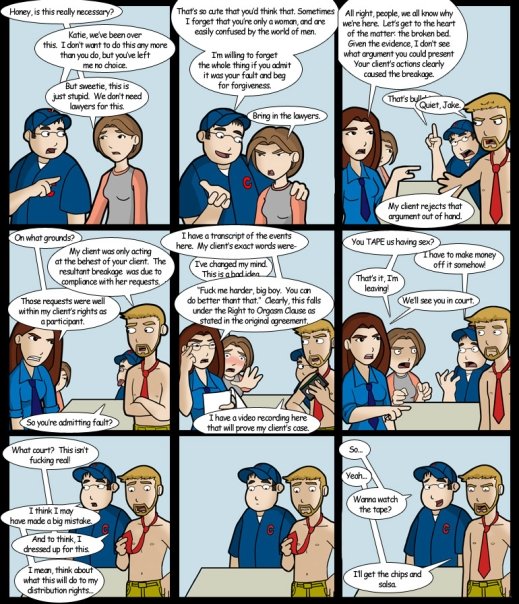 Honey, is this really necessary?
Katie, we've been over
this. I don't want to do this any more
than you do, but you've left
me no choice.
But sweetie, this is
just stupid. We don't need
lawyers for this.
That's so cute that you'd think that. Sometimes
I forget that you're only a woman, and are
easily confused by the world of men.
I'm willing to forget
the whole thing if you admit
it was your fault and beg
for forgiveness.
Bring in the lawyers.
All right, people, we all know why
we're here. Let's get to the heart
of the matter: the broken bed.
Given the evidence, I don't see
what argument you could present
Your client's actions clearly
caused the breakage.
That's bull
Quiet, Jake.
My client rejects that
argument out of hand.
On what grounds?
My client was only acting
at the behest of your client. The
resultant breakage was due to
compliance with her requests.
Those requests were well
within my client's rights as
a participant.
So you're admitting fault?
I have a transcript of the events
here. My client's exact words were-
I've changed my mind.
This is a bad idea
"Fuck me harder, big boy. You can
do better thant that." Clearly, this falls
under the Right to Orgasm Clause as
stated in the original agreement.
I have a video recording here
that will prove my client's case.
You TAPE us having sex?
I have to make money
off it somehow!
That's it, I'm
leaving!
We'll see you in court.
What court? This isn't
fucking real!
I think I may
have made a big mistake.
And to think, I
dressed up for this.
I mean, think about
what this will do to my
distribution rights...
So...
Yeah...
Wanna watch
the tape?
I'll get the chips and
salsa.